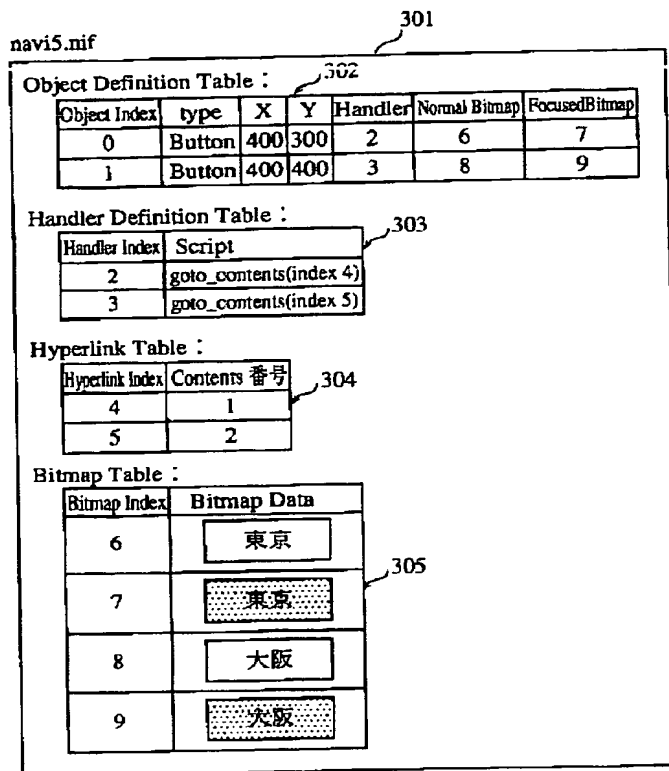 301
navi5.nif
Object Definition Table :
302
Object Index type X Y Handler Normal Bitmap FocusedBitmap
0 Button 400 300 2 6 7
1 Button 400 400 3 8 9
Handler Definition Table :
303
Handler Index Script
2 goto_contents(index 4)
3 goto_contents(index 5)
Hyperlink Table :
Hyperlink Index Contents 番号
304
4 1
5 2
Bitmap Table :
Bitmap Index Bitmap Data
6 東京
305
7 東京
8 大阪
9 大阪